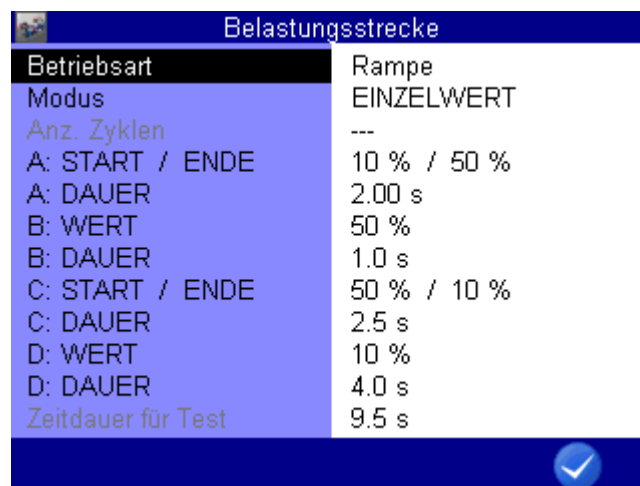 Belastungsstrecke
Betriebsart Rampe
Modus EINZELWERT
Anz. Zyklen ---
A: START / ENDE 10 % / 50 %
A: DAUER 2.00 s
B: WERT 50 %
B: DAUER 1.0 s
C: START / ENDE 50 % / 10 %
C: DAUER 2.5 s
D: WERT 10 %
D: DAUER 4.0 s
Zeitdauer für Test 9.5 s